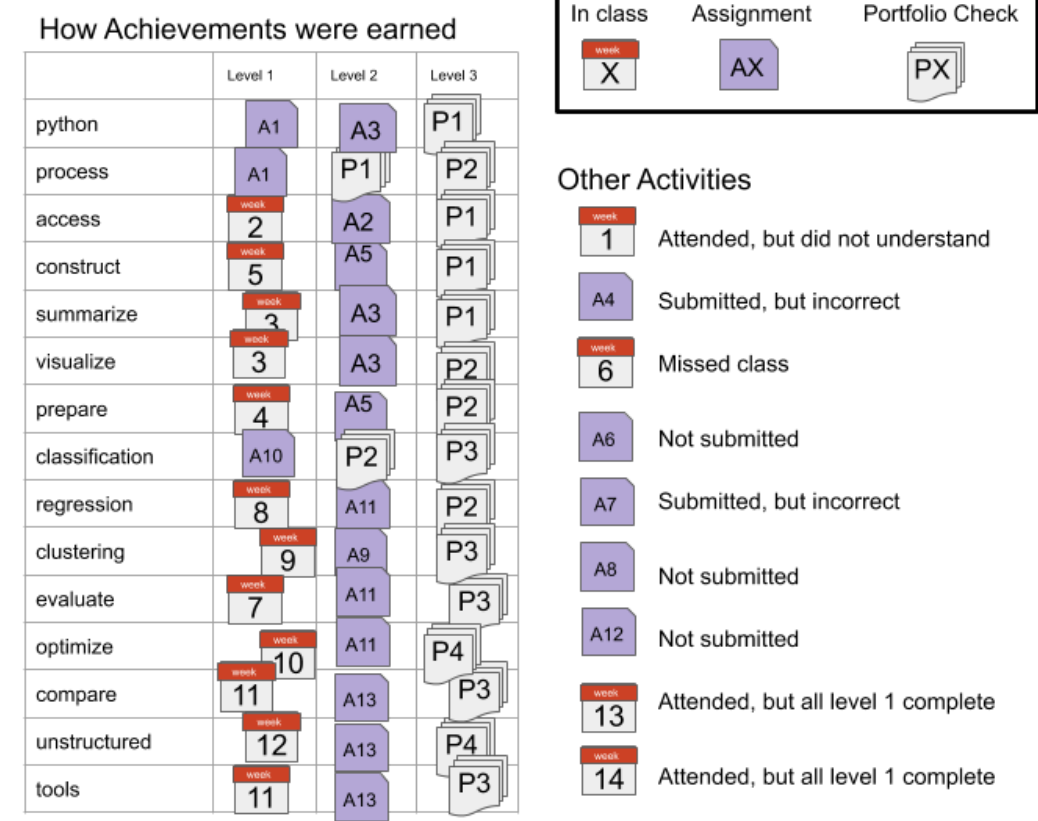 How Achievements were earned
Level 1 Level 2 Level 3
python A1 A3 P1
process A1 P1 P2
access week 2 A2 P1
construct week 5 A5 P1
summarize week 3 A3 P1
visualize week 3 A3 P2
prepare week 4 A5 P2
classification A10 P2 P3
regression week 8 A11 P2
clustering week 9 A9 P3
evaluate week 7 A11 P3
optimize week 10 A11 P4
compare week 11 A13 P3
unstructured week 12 A13 P4
tools week 11 A13 P3
In class Assignment Portfolio Check
week X AX PX
Other Activities
week 1 Attended, but did not understand
A4 Submitted, but incorrect
week 6 Missed class
A6 Not submitted
A7 Submitted, but incorrect
A8 Not submitted
A12 Not submitted
week 13 Attended, but all level 1 complete
week 14 Attended, but all level 1 complete